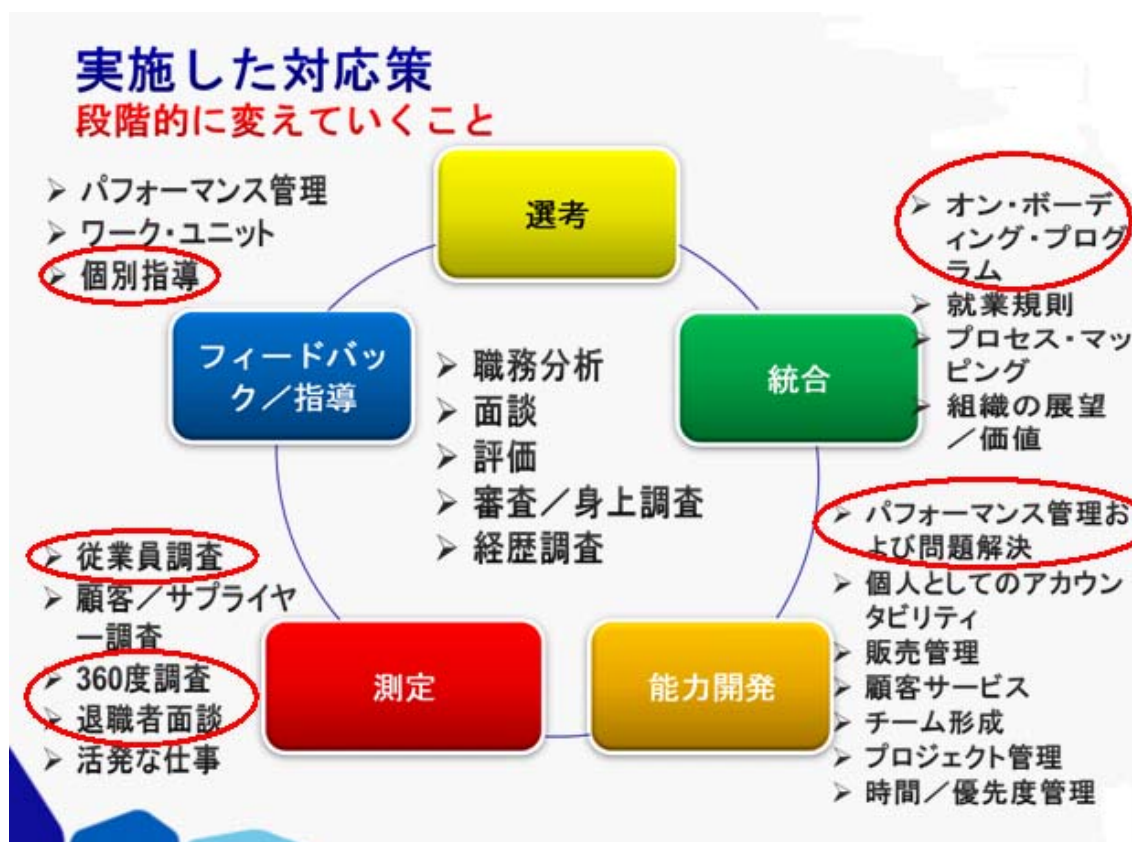 実施した対応策
段階的に変えていくこと
➢ パフォーマンス管理
➢ ワーク・ユニット
➢ 個別指導
選考
➢ オン・ボーデ
ィング・プログ
ラム
➢ 就業規則
➢ プロセス・マッ
ピング
➢ 組織の展望
／価値
フィードバッ
ク／指導
➢ 職務分析
➢ 面談
➢ 評価
➢ 審査／身上調査
➢ 経歴調査
統合
➢ 従業員調査
➢ 顧客／サプライヤ
ー調査
➢ 360度調査
➢ 退職者面談
➢ 活発な仕事
測定
能力開発
➢ パフォーマンス管理お
よび問題解決
➢ 個人としてのアカウン
タビリティ
➢ 販売管理
➢ 顧客サービス
➢ チーム形成
➢ プロジェクト管理
➢ 時間／優先度管理